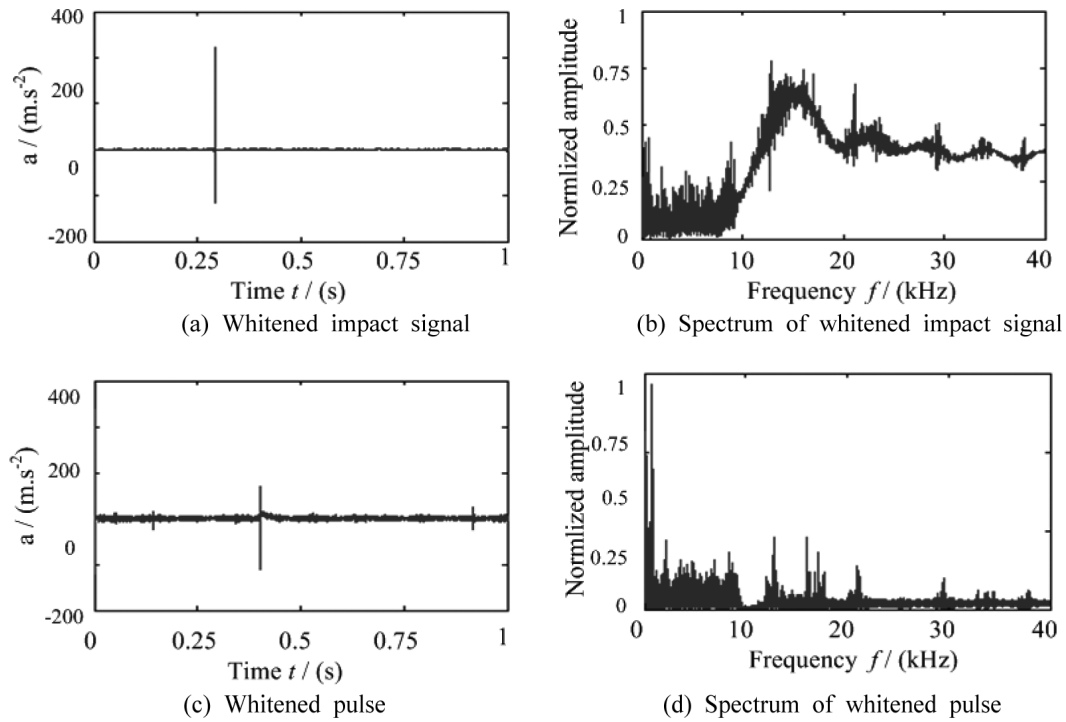 400
200
0
-200
a / (m.s-2)
0 0.25 0.5 0.75 1
Time t / (s)
(a) Whitened impact signal
1
0.75
0.5
0.25
0
Normlized amplitude
0 10 20 30 40
Frequency f / (kHz)
(b) Spectrum of whitened impact signal
400
200
0
-200
a / (m.s-2)
0 0.25 0.5 0.75 1
Time t / (s)
(c) Whitened pulse
1
0.75
0.5
0.25
0
Normlized amplitude
0 10 20 30 40
Frequency f / (kHz)
(d) Spectrum of whitened pulse